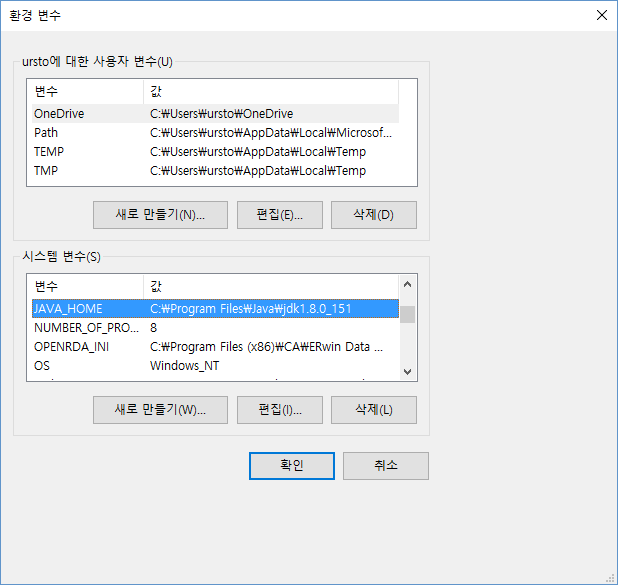 환경 변수
ursto에 대한 사용자 변수(U)
변수 값
OneDrive C:₩Users₩ursto₩OneDrive
Path C:₩Users₩ursto₩AppData₩Local₩Microsof...
TEMP C:₩Users₩ursto₩AppData₩Local₩Temp
TMP C:₩Users₩ursto₩AppData₩Local₩Temp
새로 만들기(N)... 편집(E)... 삭제(D)
시스템 변수(S)
변수 값
JAVA_HOME C:₩Program Files₩Java₩jdk1.8.0_151
NUMBER_OF_PRO... 8
OPENRDA_INI C:₩Program Files (x86)₩CA₩ERwin Data ...
OS Windows_NT
새로 만들기(W)... 편집(I)... 삭제(L)
확인 취소